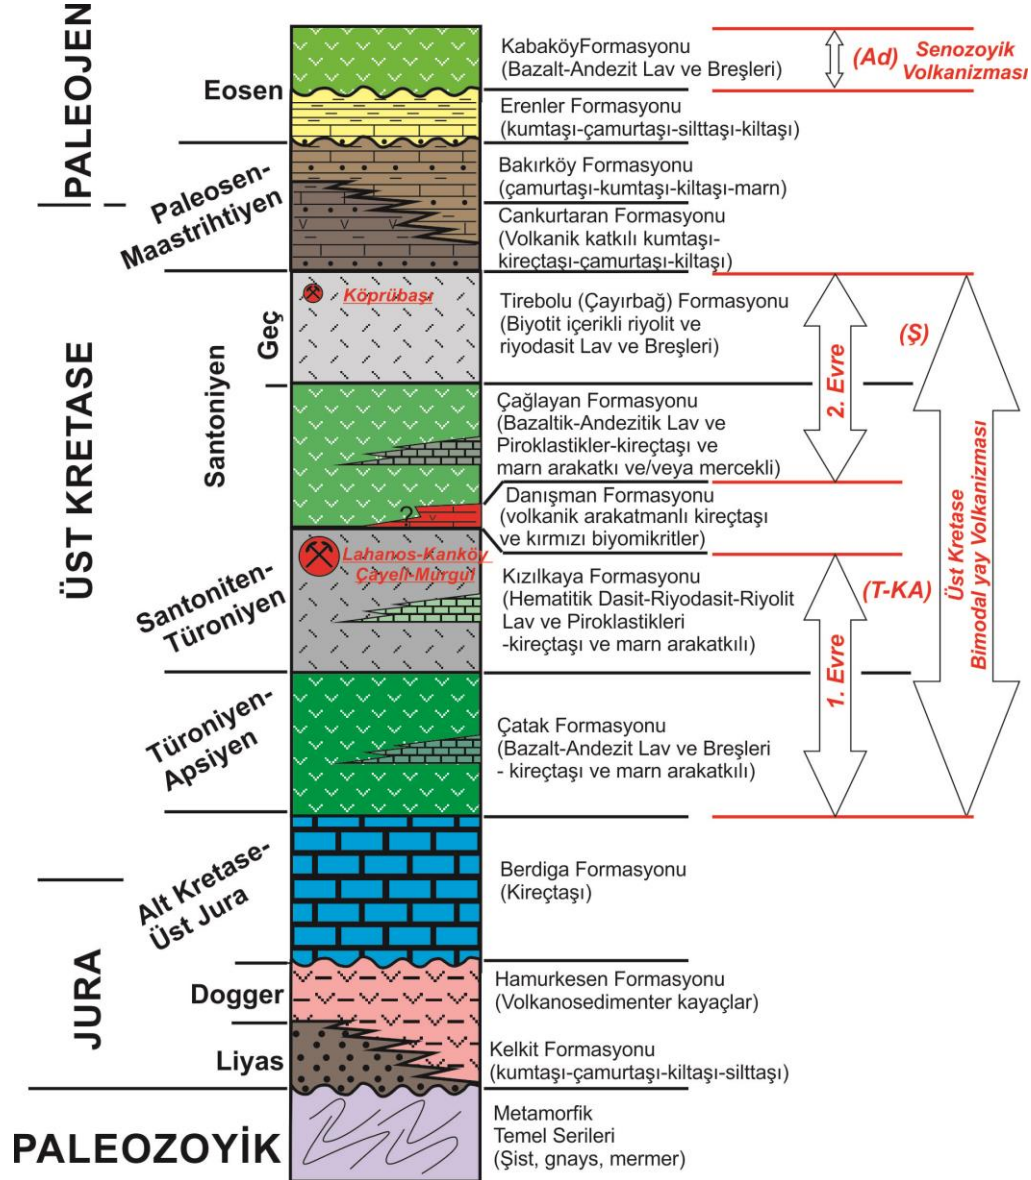 PALEOJEN
Eosen
Paleosen-
Maastrihtiyen
ÜST KRETASE
Santoniyen
Geç
Santoniten-
Türoniyen
Türoniyen-
Apsiyen
Alt Kretase-
Üst Jura
JURA
Dogger
Liyas
PALEOZOYİK
Köprübaşı
?
Lahanos-Kanköy
Çayeli-Murgul
KabaköyFormasyonu
(Bazalt-Andezit Lav ve Breşleri)
Erenler Formasyonu
(kumtaşı-çamurtaşı-silttaşı-kiltaşı)
Bakırköy Formasyonu
(çamurtaşı-kumtaşı-kiltaşı-marn)
Cankurtaran Formasyonu
(Volkanik katkılı kumtaşı-
kireçtaşı-çamurtaşı-kiltaşı)
Tirebolu (Çayırbağ) Formasyonu
(Biyotit içerikli riyolit ve
riyodasit Lav ve Breşleri)
Çağlayan Formasyonu
(Bazaltik-Andezitik Lav ve
Piroklastikler-kireçtaşı ve
marn arakatkı ve/veya mercekli)
Danışman Formasyonu
(volkanik arakatmanlı kireçtaşı
ve kırmızı biyomikritler)
Kızılkaya Formasyonu
(Hematitik Dasit-Riyodasit-Riyolit
Lav ve Piroklastikleri
-kireçtaşı ve marn arakatkılı)
Çatak Formasyonu
(Bazalt-Andezit Lav ve Breşleri
- kireçtaşı ve marn arakatkılı)
Berdiga Formasyonu
(Kireçtaşı)
Hamurkesen Formasyonu
(Volkanosedimenter kayaçlar)
Kelkit Formasyonu
(kumtaşı-çamurtaşı-kiltaşı-silttaşı)
Metamorfik
Temel Serileri
(Şist, gnays, mermer)
(Ad)
Senozoyik
Volkanizması
2. Evre
(Ş)
1. Evre
(T-KA)
Üst Kretase
Bimodal yay Volkanizması